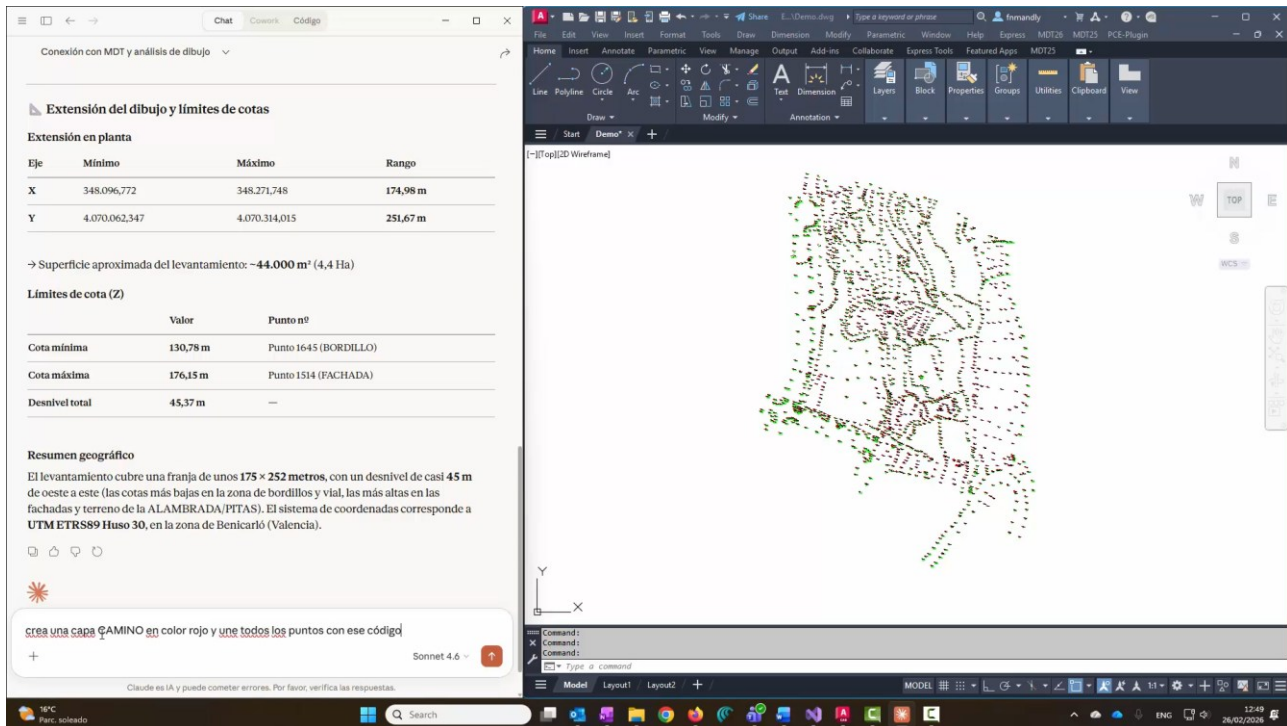 Chat Cowork Código
Conexión con MDT y análisis de dibujo
Extensión del dibujo y límites de cotas
Extensión en planta
Eje Mínimo Máximo Rango
X 348.096,772 348.271,748 174,98 m
Y 4.070.062,347 4.070.314,015 251,67 m
→ Superficie aproximada del levantamiento: ~44.000 m² (4,4 Ha)
Límites de cota (Z)
Valor Punto nº
Cota mínima 130,78 m Punto 1645 (BORDILLO)
Cota máxima 176,15 m Punto 1514 (FACHADA)
Desnivel total 45,37 m —
Resumen geográfico
El levantamiento cubre una franja de unos 175 × 252 metros, con un desnivel de casi 45 m
de oeste a este (las cotas más bajas en la zona de bordillos y vial, las más altas en las
fachadas y terreno de la ALAMBRADA/PITAS). El sistema de coordenadas corresponde a
UTM ETRS89 Huso 30, en la zona de Benicarló (Valencia).
crea una capa CAMINO en color rojo y une todos los puntos con ese código
Sonnet 4.6
Claude es IA y puede cometer errores. Por favor, verifica las respuestas.
A Share E...\Demo.dwg Type a keyword or phrase fnmandly
File Edit View Insert Format Tools Draw Dimension Modify Parametric Window Help Express MDT26 MDT25 PCE-Plugin
Home Insert Annotate Parametric View Manage Output Add-ins Collaborate Express Tools Featured Apps MDT25
Line Polyline Circle Arc Text Dimension Layers Block Properties Groups Utilities Clipboard View
Draw Modify Annotation
Start Demo* +
[−][Top][2D Wireframe]
N
W TOP E
S
WCS
Y
X
Command:
Command:
Command:
Type a command
Model Layout1 Layout2 + MODEL 1:1
16°C
Parc. soleado
Search
ENG
12:49
26/02/2026